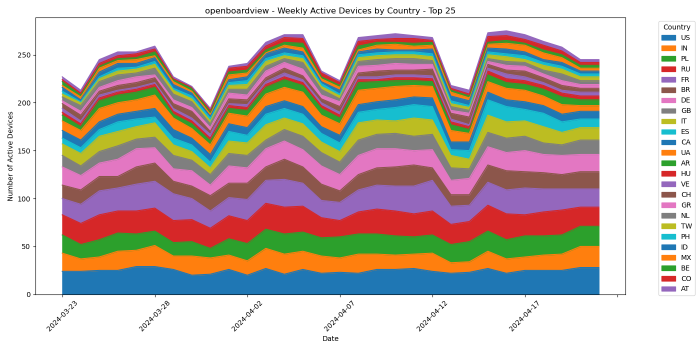 openboardview - Weekly Active Devices by Country - Top 25
Number of Active Devices
250
200
150
100
50
0
2024-03-23
2024-03-28
2024-04-02
2024-04-07
2024-04-12
2024-04-17
Date
Country
US
IN
PL
RU
FR
BR
DE
GB
IT
ES
CA
UA
AR
HU
VE
CH
GR
NL
TW
PH
ID
MX
BE
CO
AT